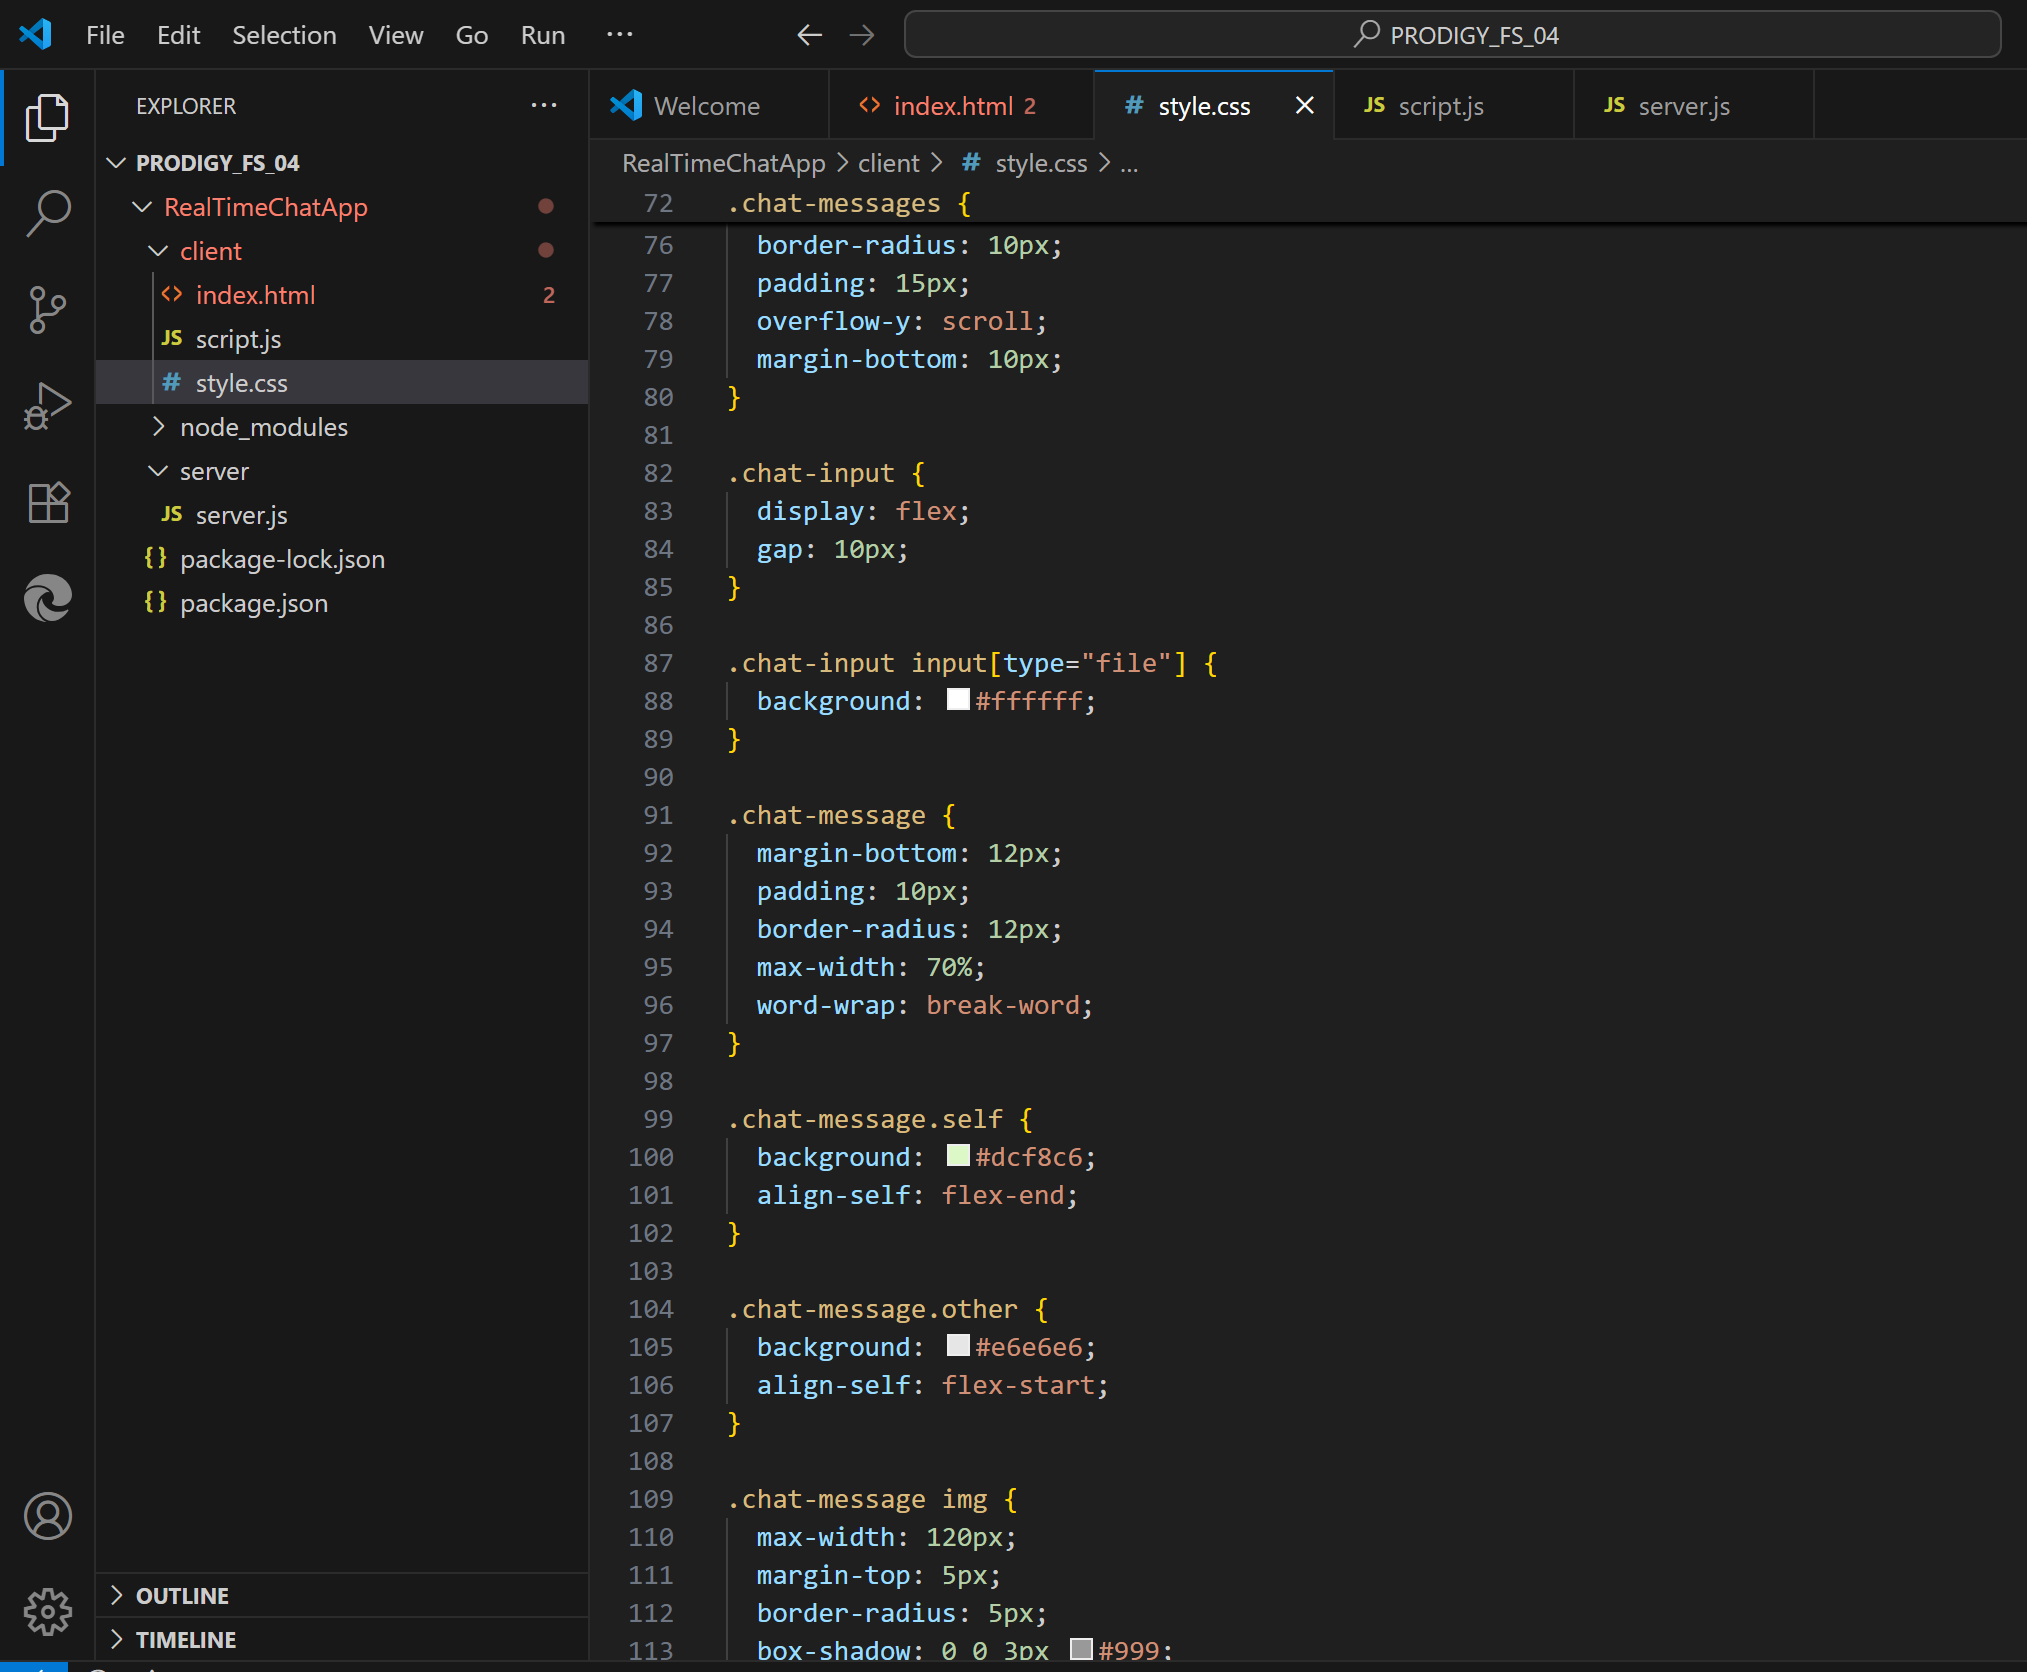 File Edit Selection View Go Run ...
PRODIGY_FS_04
EXPLORER ...
PRODIGY_FS_04
RealTimeChatApp
client
<> index.html 2
JS script.js
# style.css
node_modules
server
JS server.js
{} package-lock.json
{} package.json
OUTLINE
TIMELINE
Welcome
<> index.html 2
# style.css
JS script.js
JS server.js
RealTimeChatApp > client > # style.css > ...
72 .chat-messages {
76 border-radius: 10px;
77 padding: 15px;
78 overflow-y: scroll;
79 margin-bottom: 10px;
80 }
81
82 .chat-input {
83 display: flex;
84 gap: 10px;
85 }
86
87 .chat-input input[type="file"] {
88 background: #ffffff;
89 }
90
91 .chat-message {
92 margin-bottom: 12px;
93 padding: 10px;
94 border-radius: 12px;
95 max-width: 70%;
96 word-wrap: break-word;
97 }
98
99 .chat-message.self {
100 background: #dcf8c6;
101 align-self: flex-end;
102 }
103
104 .chat-message.other {
105 background: #e6e6e6;
106 align-self: flex-start;
107 }
108
109 .chat-message img {
110 max-width: 120px;
111 margin-top: 5px;
112 border-radius: 5px;
113 box-shadow: 0 0 3px #999;